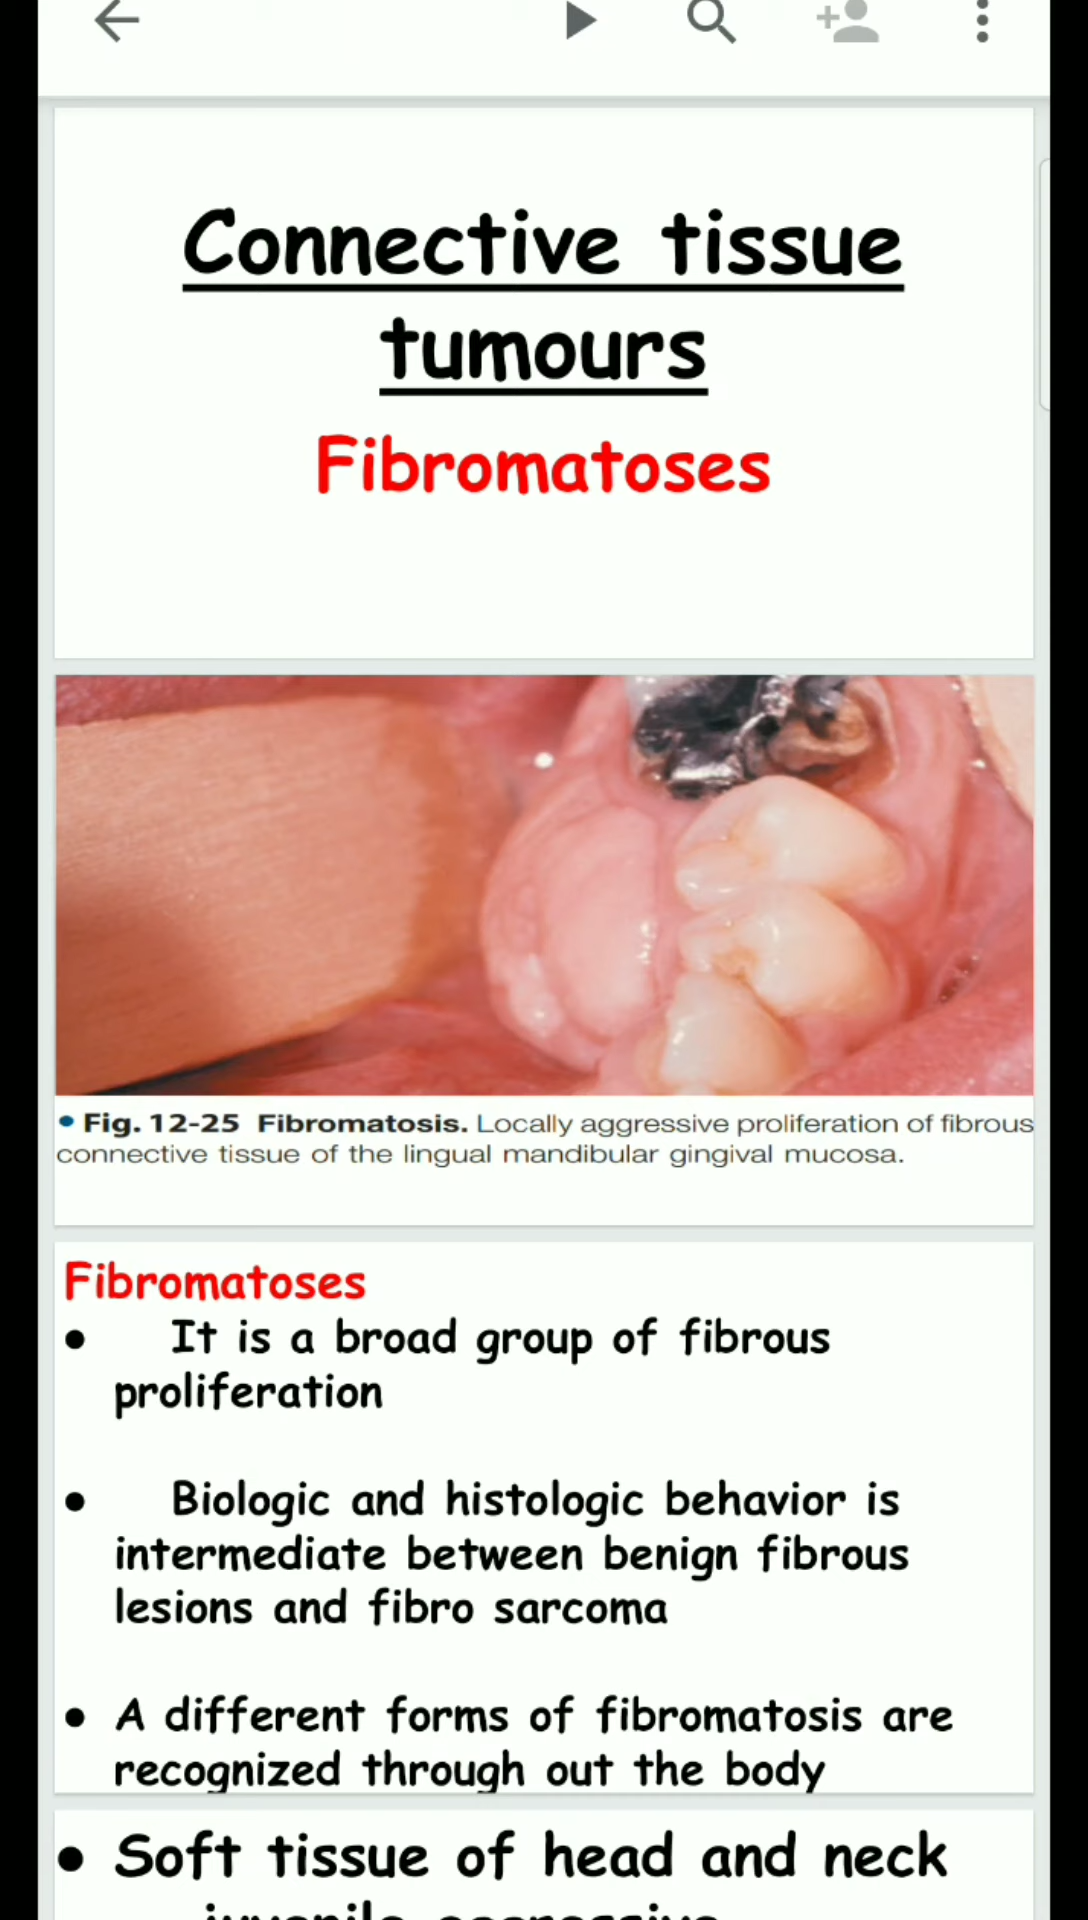 Connective tissue
tumours
Fibromatoses
• Fig. 12-25 Fibromatosis. Locally aggressive proliferation of fibrous
connective tissue of the lingual mandibular gingival mucosa.
Fibromatoses
• It is a broad group of fibrous
proliferation
• Biologic and histologic behavior is
intermediate between benign fibrous
lesions and fibro sarcoma
• A different forms of fibromatosis are
recognized through out the body
• Soft tissue of head and neck
juvenile aggressive